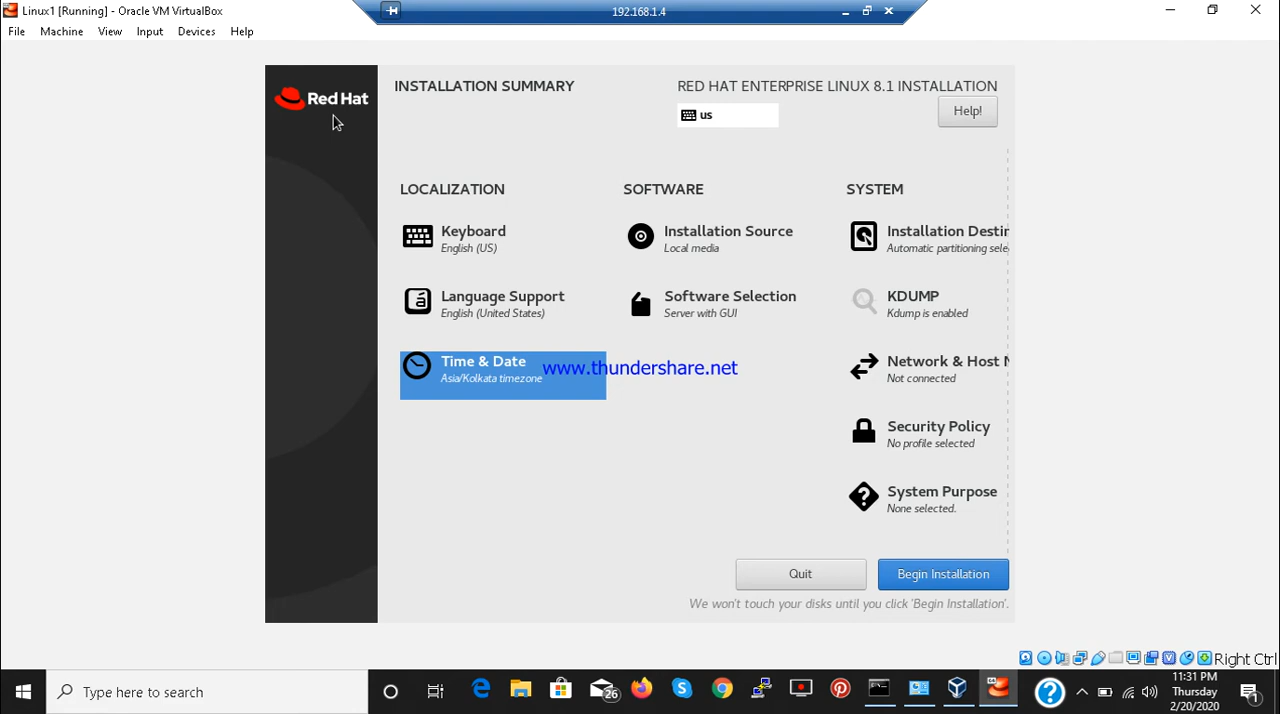 Linux1 [Running] - Oracle VM VirtualBox
192.168.1.4
File Machine View Input Devices Help
Red Hat
INSTALLATION SUMMARY
RED HAT ENTERPRISE LINUX 8.1 INSTALLATION
us
Help!
LOCALIZATION
Keyboard
English (US)
Language Support
English (United States)
Time & Date
Asia/Kolkata timezone
SOFTWARE
Installation Source
Local media
Software Selection
Server with GUI
www.thundershare.net
SYSTEM
Installation Destin
Automatic partitioning sele
KDUMP
Kdump is enabled
Network & Host N
Not connected
Security Policy
No profile selected
System Purpose
None selected.
Quit
Begin Installation
We won't touch your disks until you click 'Begin Installation'.
Right Ctrl
Type here to search
26
11:31 PM
Thursday
2/20/2020
1